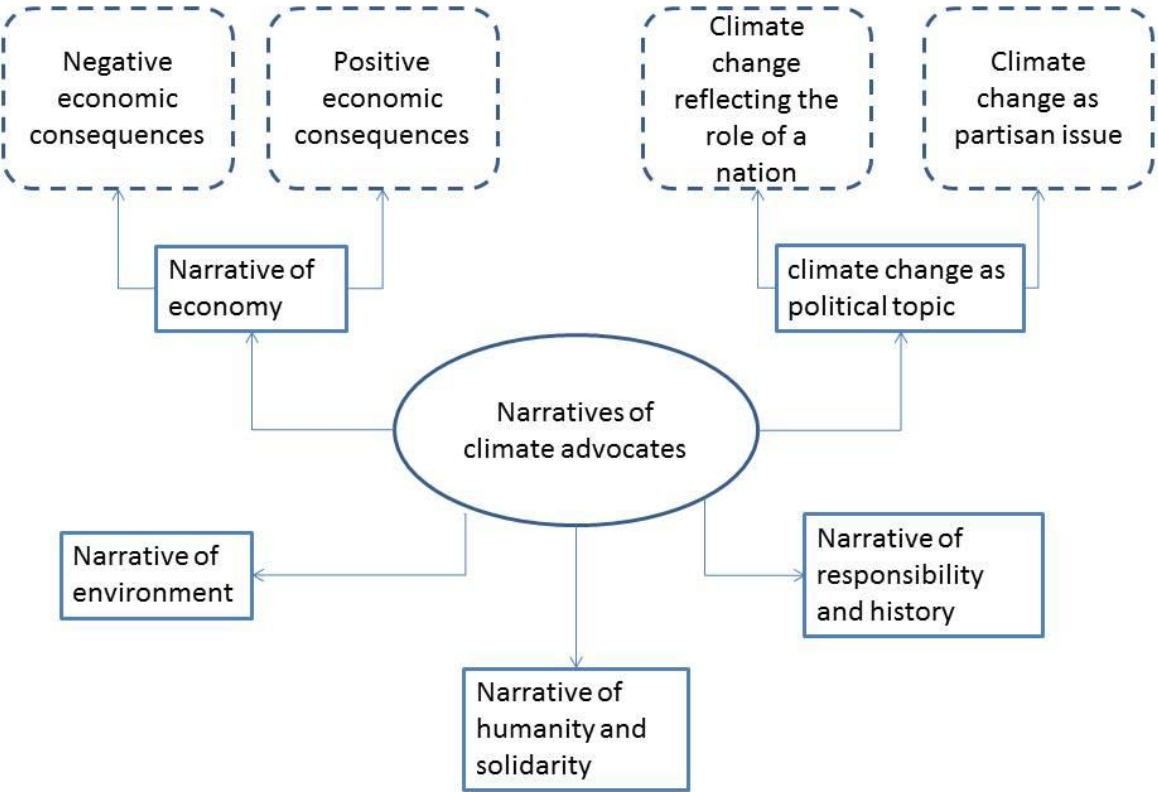 Negative
economic
consequences
Positive
economic
consequences
Climate
change
reflecting the
role of a
nation
Climate
change as
partisan issue
Narrative of
economy
climate change as
political topic
Narratives of
climate advocates
Narrative of
environment
Narrative of
responsibility
and history
Narrative of
humanity and
solidarity